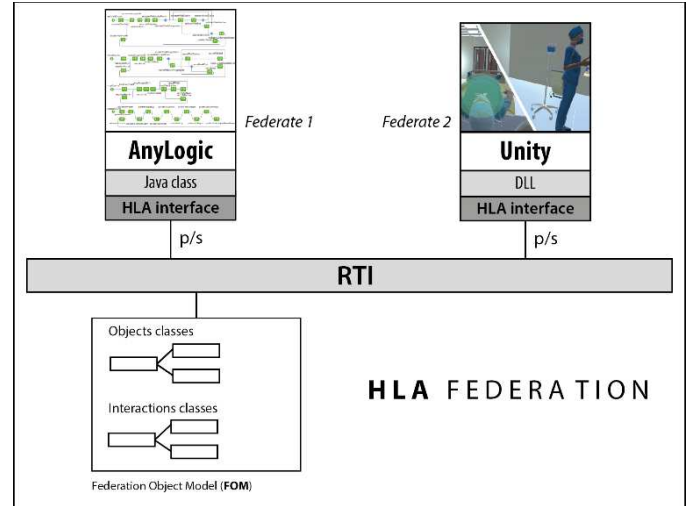 Federate 1
Federate 2
AnyLogic
Unity
Java class
DLL
HLA interface
HLA interface
p/s
p/s
RTI
Objects classes
Interactions classes
HLA FEDERATION
Federation Object Model (FOM)